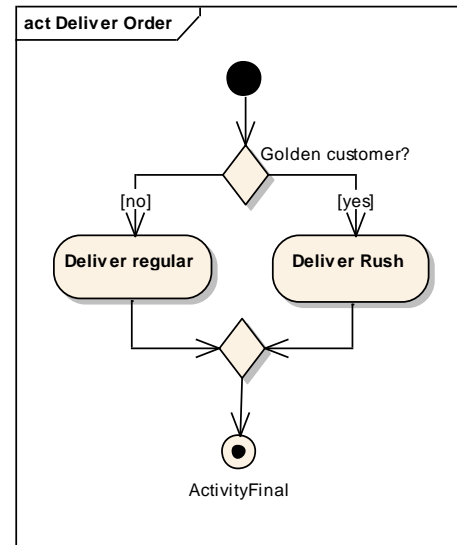 act Deliver Order
Golden customer?
[no]
[yes]
Deliver regular
Deliver Rush
ActivityFinal